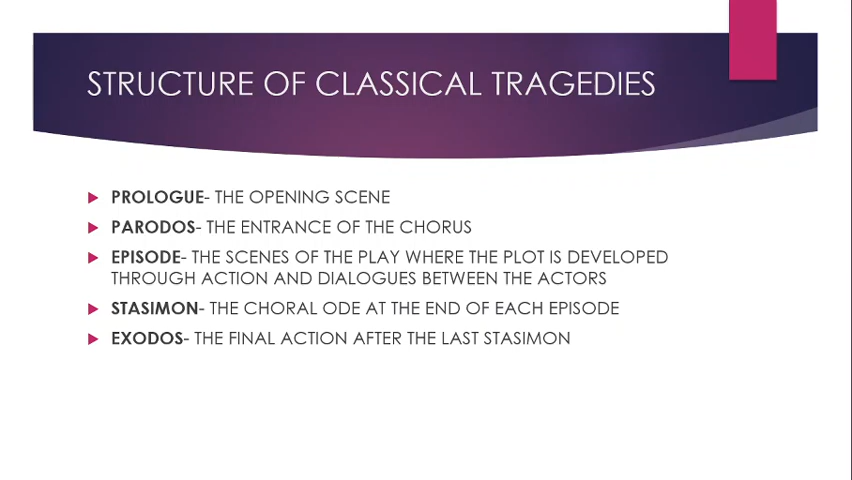 STRUCTURE OF CLASSICAL TRAGEDIES
PROLOGUE- THE OPENING SCENE
PARODOS- THE ENTRANCE OF THE CHORUS
EPISODE- THE SCENES OF THE PLAY WHERE THE PLOT IS DEVELOPED
THROUGH ACTION AND DIALOGUES BETWEEN THE ACTORS
STASIMON- THE CHORAL ODE AT THE END OF EACH EPISODE
EXODOS- THE FINAL ACTION AFTER THE LAST STASIMON